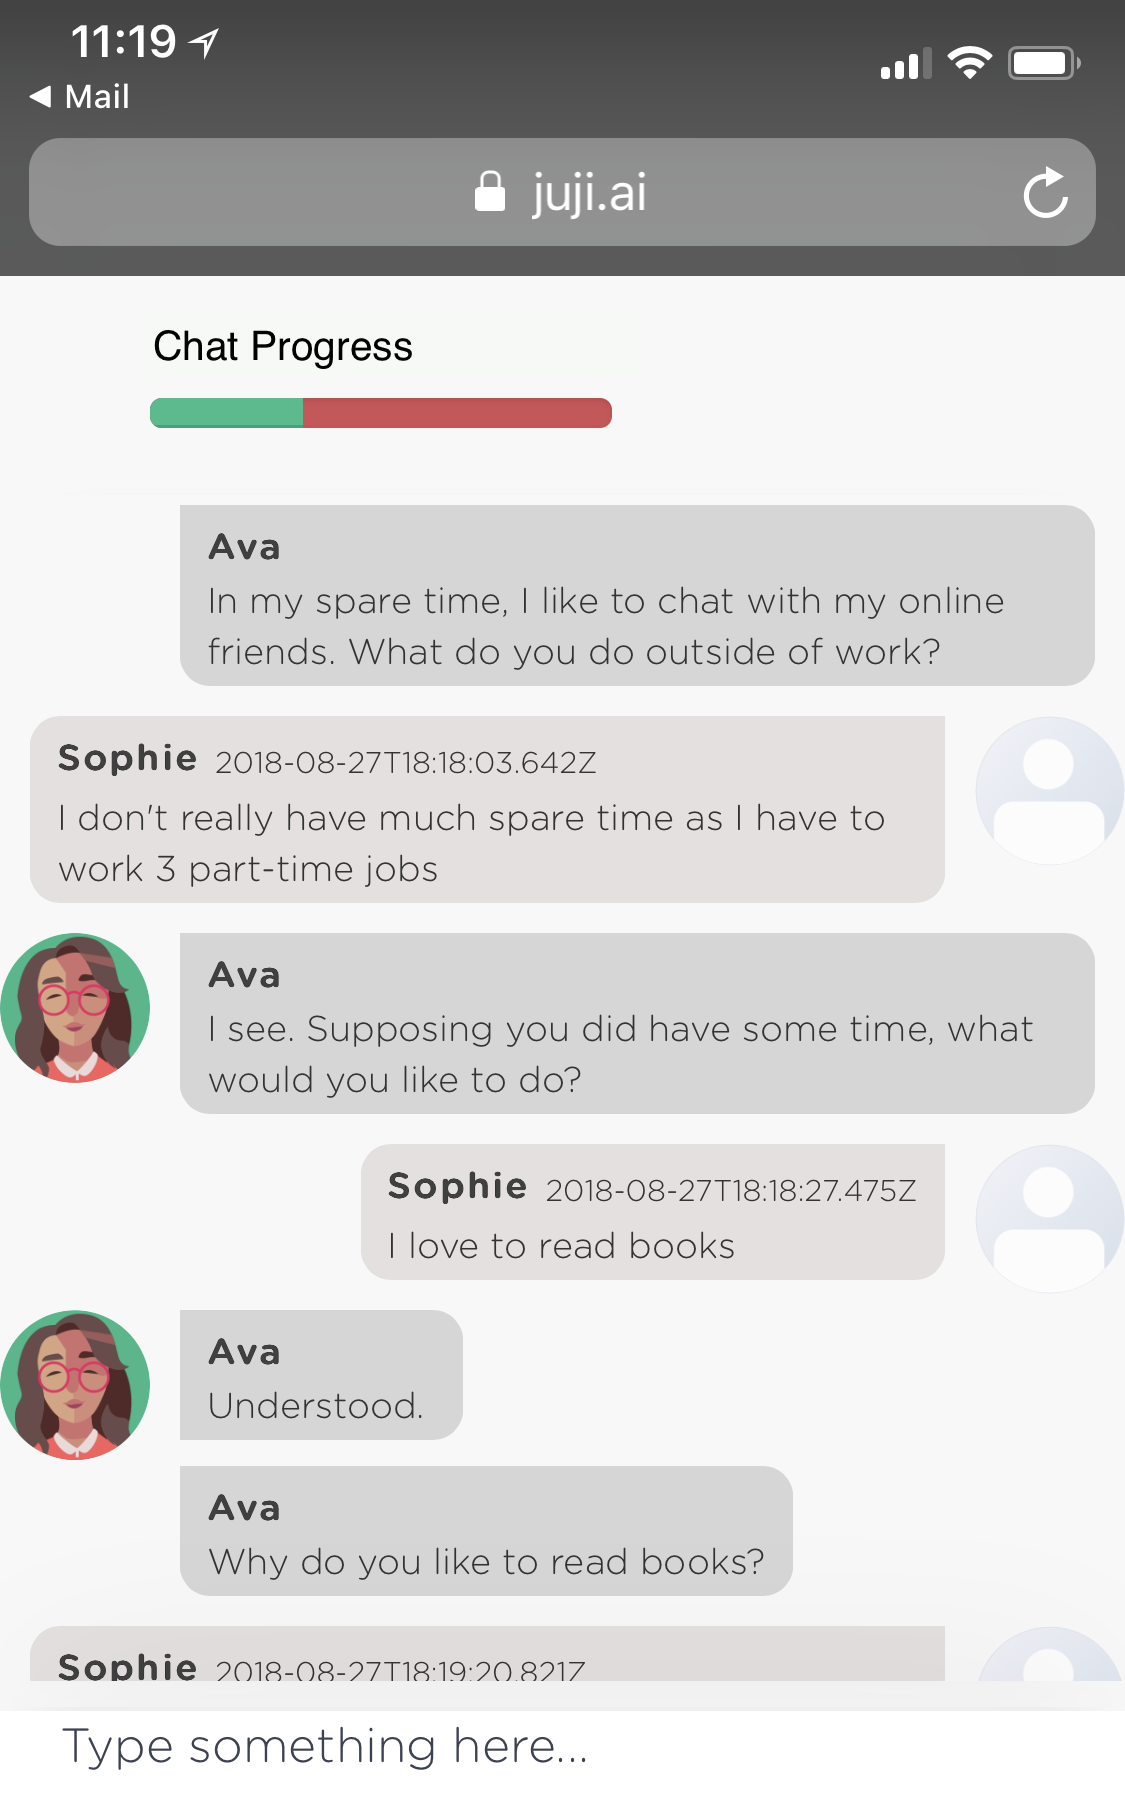 11:19
Mail
juji.ai
Chat Progress
Ava
In my spare time, I like to chat with my online
friends. What do you do outside of work?
Sophie 2018-08-27T18:18:03.642Z
I don't really have much spare time as I have to
work 3 part-time jobs
Ava
I see. Supposing you did have some time, what
would you like to do?
Sophie 2018-08-27T18:18:27.475Z
I love to read books
Ava
Understood.
Ava
Why do you like to read books?
Sophie 2018-08-27T18:19:20.821Z
Type something here...